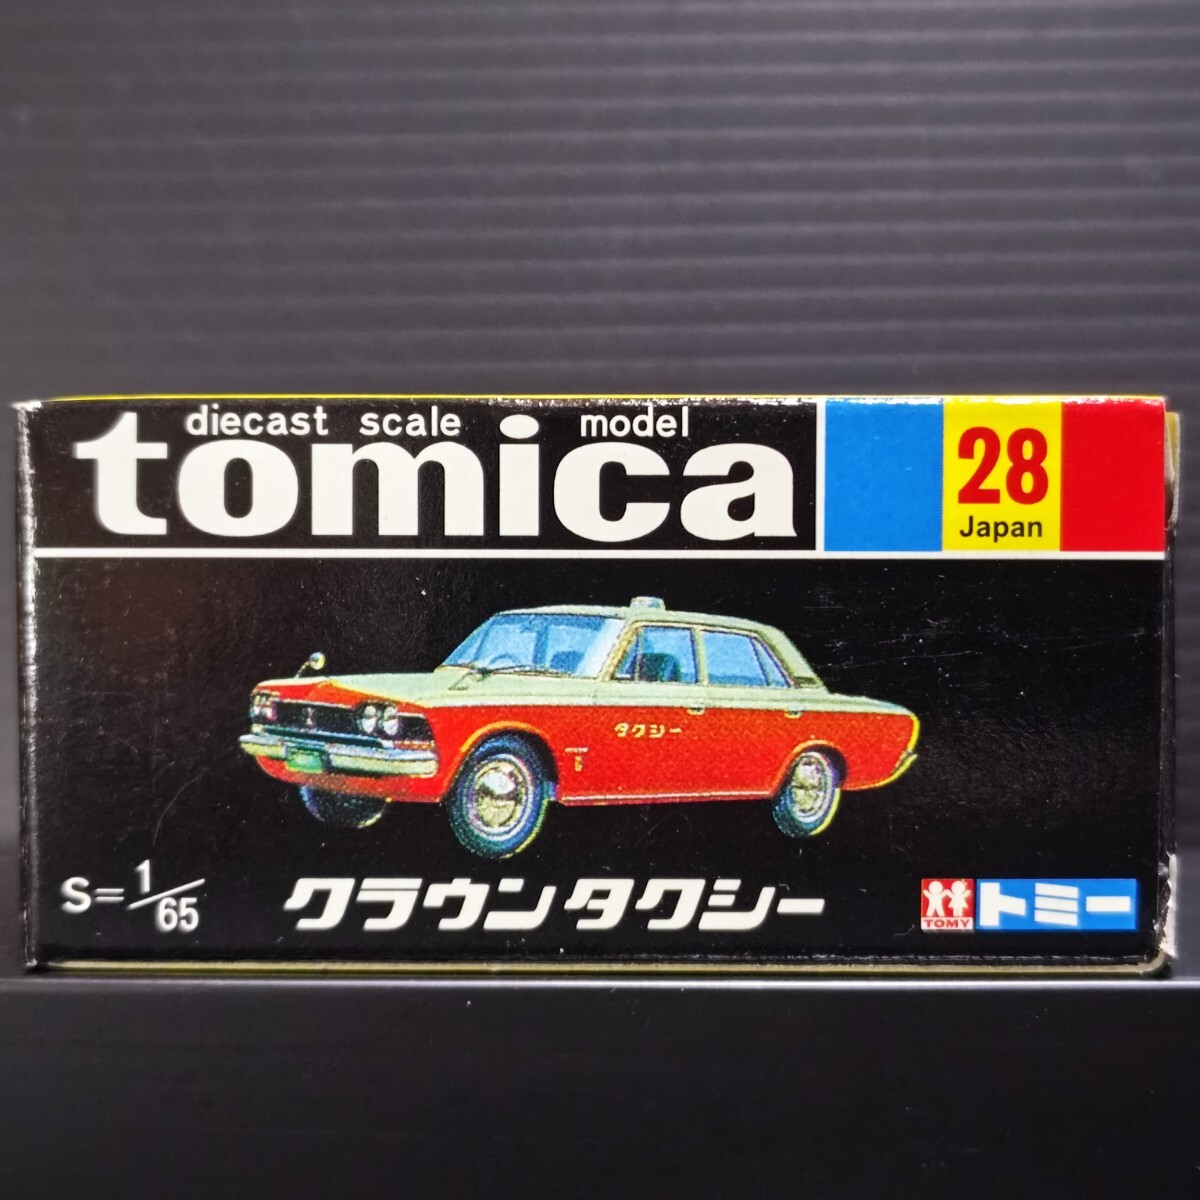 diecast scale model
tomica
28
Japan
タクシー
S=1/65
クラウンタクシー
TOMY
トミー